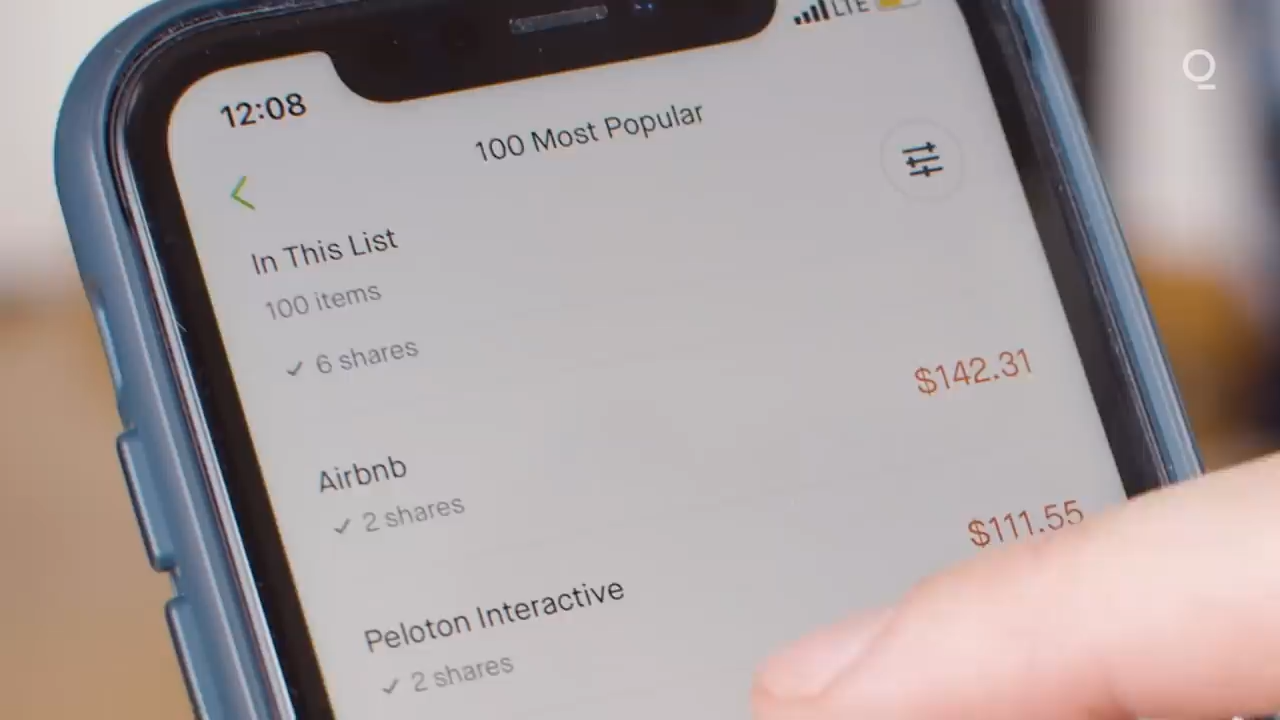 12:08
LTE
100 Most Popular
In This List
100 items
6 shares
$142.31
Airbnb
2 shares
$111.55
Peloton Interactive
2 shares